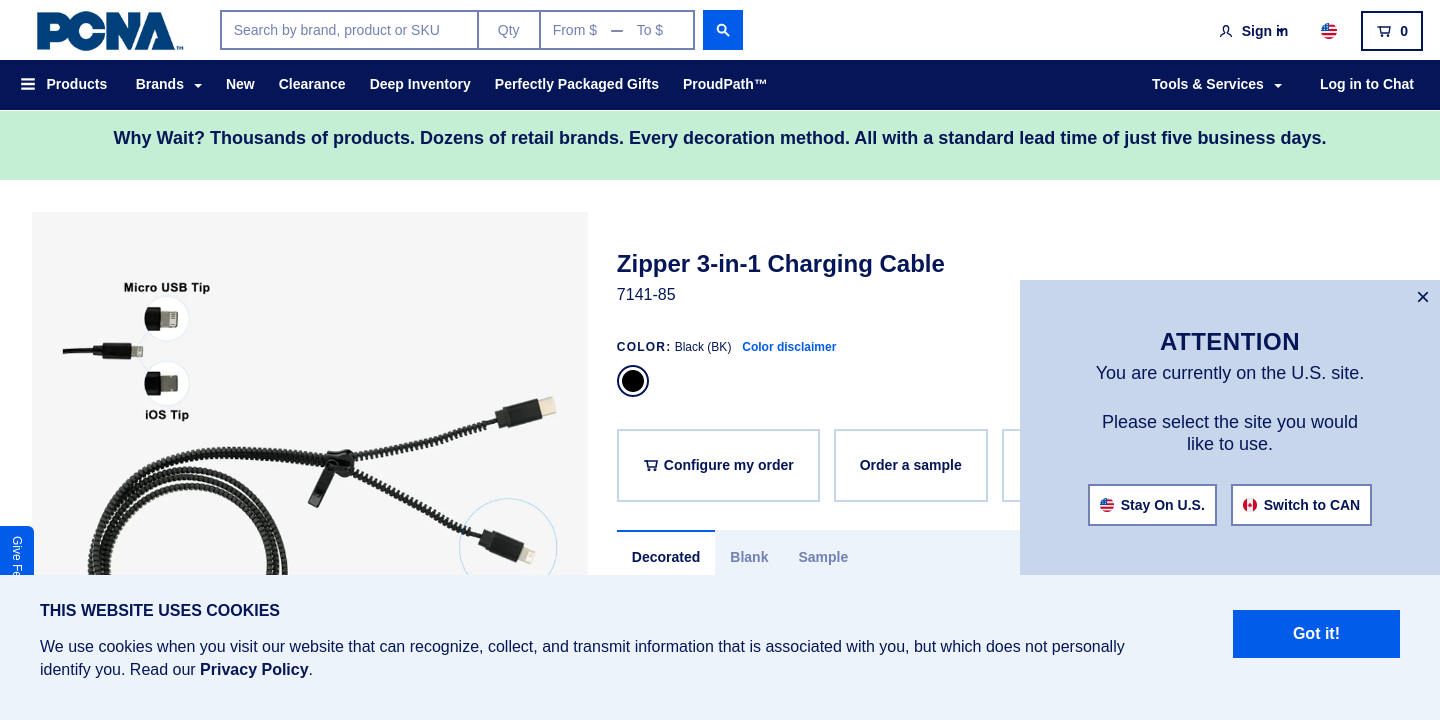 PCNA™
Search by brand, product or SKU
Qty
From $ — To $
Sign in
0
Products
Brands
New
Clearance
Deep Inventory
Perfectly Packaged Gifts
ProudPath™
Tools & Services
Log in to Chat
Why Wait? Thousands of products. Dozens of retail brands. Every decoration method. All with a standard lead time of just five business days.
Micro USB Tip
iOS Tip
Zipper 3-in-1 Charging Cable
7141-85
COLOR: Black (BK) Color disclaimer
Configure my order
Order a sample
Decorated
Blank
Sample
×
ATTENTION
You are currently on the U.S. site.
Please select the site you would
like to use.
Stay On U.S.
Switch to CAN
Give
THIS WEBSITE USES COOKIES
We use cookies when you visit our website that can recognize, collect, and transmit information that is associated with you, but which does not personally
identify you. Read our Privacy Policy.
Got it!